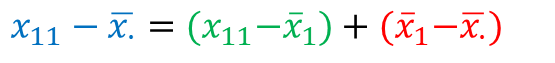 x₁₁ − x̅. = (x₁₁−x̅₁) + (x̅₁−x̅.)